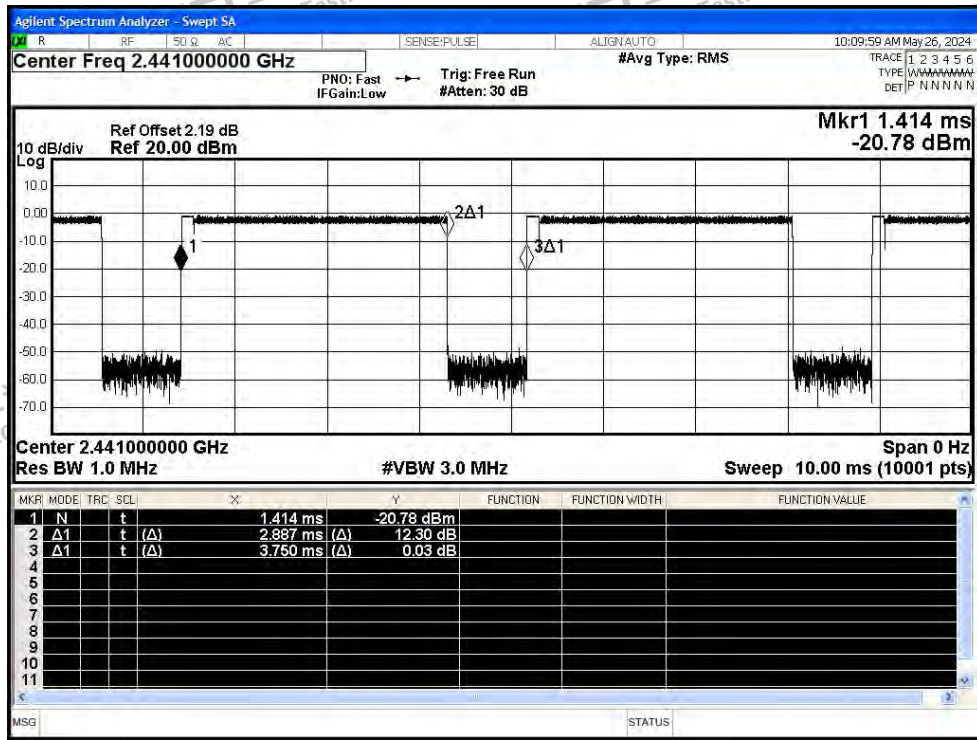 Agilent Spectrum Analyzer - Swept SA
LXI R RF 50 Ω AC SENSE:PULSE ALIGN AUTO 10:09:59 AM May 26, 2024
Center Freq 2.441000000 GHz #Avg Type: RMS TRACE 1 2 3 4 5 6
PNO: Fast Trig: Free Run TYPE WWWWWW
IFGain:Low #Atten: 30 dB DET P N N N N N
Mkr1 1.414 ms
Ref Offset 2.19 dB
10 dB/div Ref 20.00 dBm -20.78 dBm
Log
10.0
0.00
2Δ1
-10.0
1
3Δ1
-20.0
-30.0
-40.0
-50.0
-60.0
-70.0
Center 2.441000000 GHz Span 0 Hz
Res BW 1.0 MHz #VBW 3.0 MHz Sweep 10.00 ms (10001 pts)
MKR MODE TRC SCL X Y FUNCTION FUNCTION WIDTH FUNCTION VALUE
1 N t 1.414 ms -20.78 dBm
2 Δ1 t (Δ) 2.887 ms (Δ) 12.30 dB
3 Δ1 t (Δ) 3.750 ms (Δ) 0.03 dB
4
5
6
7
8
9
10
11
MSG STATUS